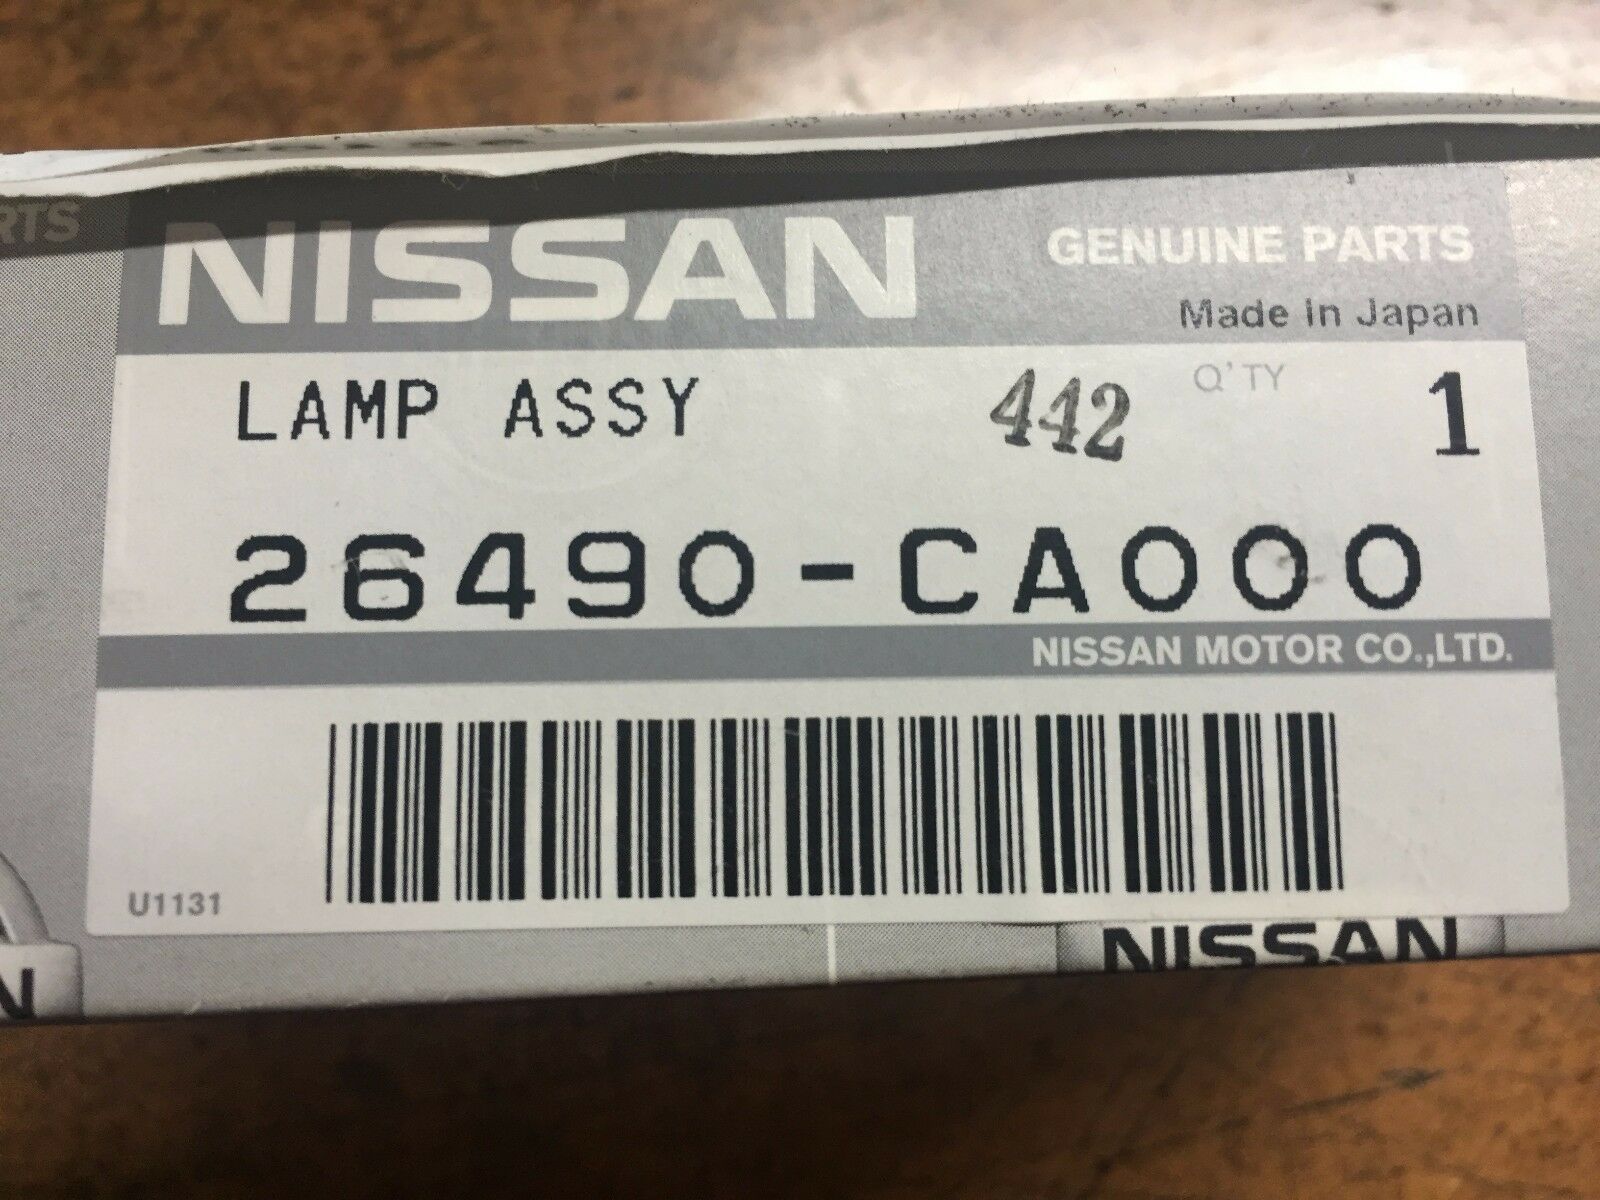 RTS
NISSAN GENUINE PARTS
Made In Japan
LAMP ASSY 442 Q'TY 1
26490-CA000
NISSAN MOTOR CO.,LTD.
U1131
N NISSAN